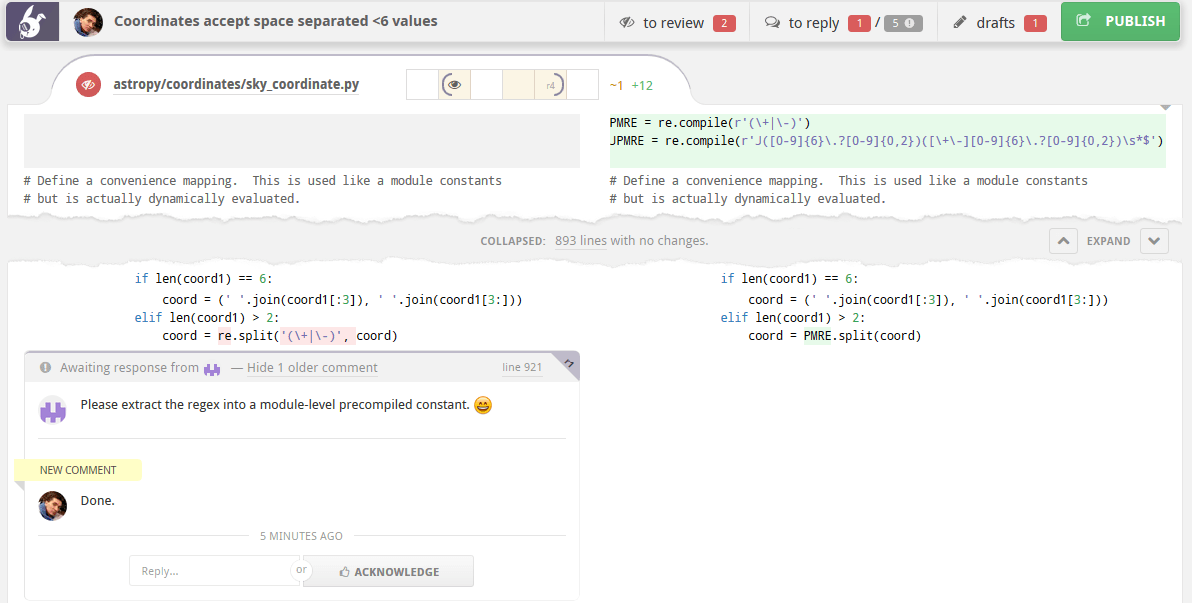 Coordinates accept space separated <6 values
to review 2
to reply 1 / 5
drafts 1
PUBLISH
astropy/coordinates/sky_coordinate.py
r4
~1 +12
PMRE = re.compile(r'(\+|\-)')
JPMRE = re.compile(r'J([0-9]{6}\.?[0-9]{0,2})([\+\-][0-9]{6}\.?[0-9]{0,2})\s*$')
# Define a convenience mapping.  This is used like a module constants
# but is actually dynamically evaluated.
# Define a convenience mapping.  This is used like a module constants
# but is actually dynamically evaluated.
COLLAPSED: 893 lines with no changes.
EXPAND
if len(coord1) == 6:
coord = (' '.join(coord1[:3]), ' '.join(coord1[3:]))
elif len(coord1) > 2:
coord = re.split('(\+|\-)', coord)
if len(coord1) == 6:
coord = (' '.join(coord1[:3]), ' '.join(coord1[3:]))
elif len(coord1) > 2:
coord = PMRE.split(coord)
Awaiting response from — Hide 1 older comment
line 921
r1
Please extract the regex into a module-level precompiled constant. 😄
NEW COMMENT
Done.
5 MINUTES AGO
Reply...
or
ACKNOWLEDGE